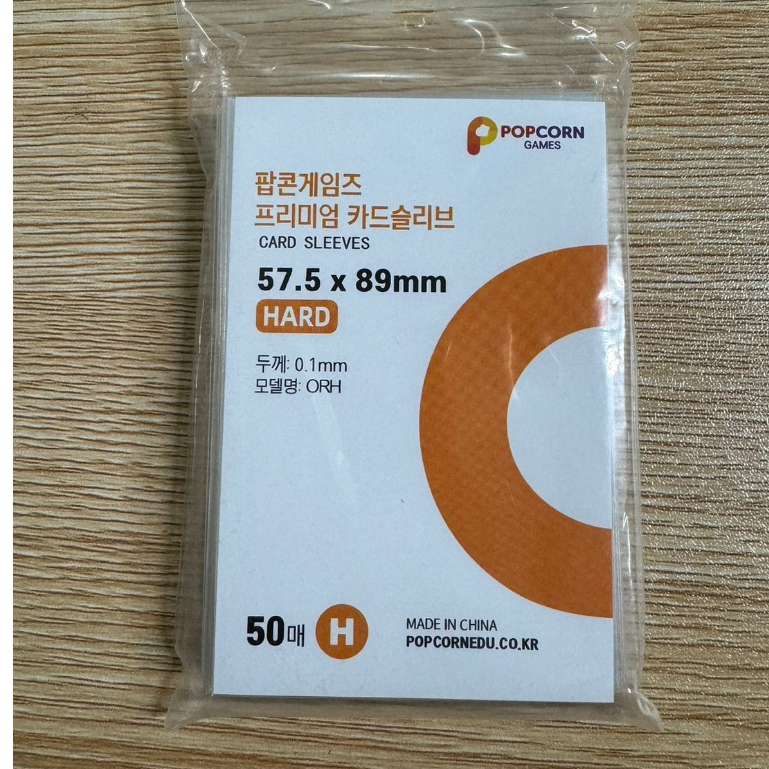 POPCORN
GAMES
팝콘게임즈
프리미엄 카드슬리브
CARD SLEEVES
57.5 x 89mm
HARD
두께: 0.1mm
모델명: ORH
50매 H
MADE IN CHINA
POPCORNEDU.CO.KR